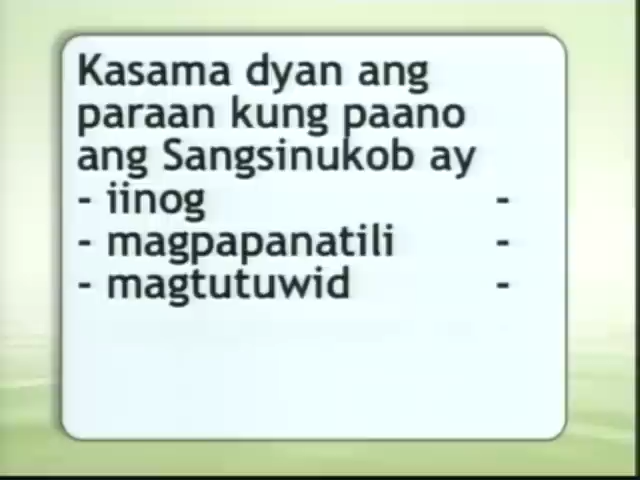 Kasama dyan ang
paraan kung paano
ang Sangsinukob ay
- iinog -
- magpapanatili -
- magtutuwid -